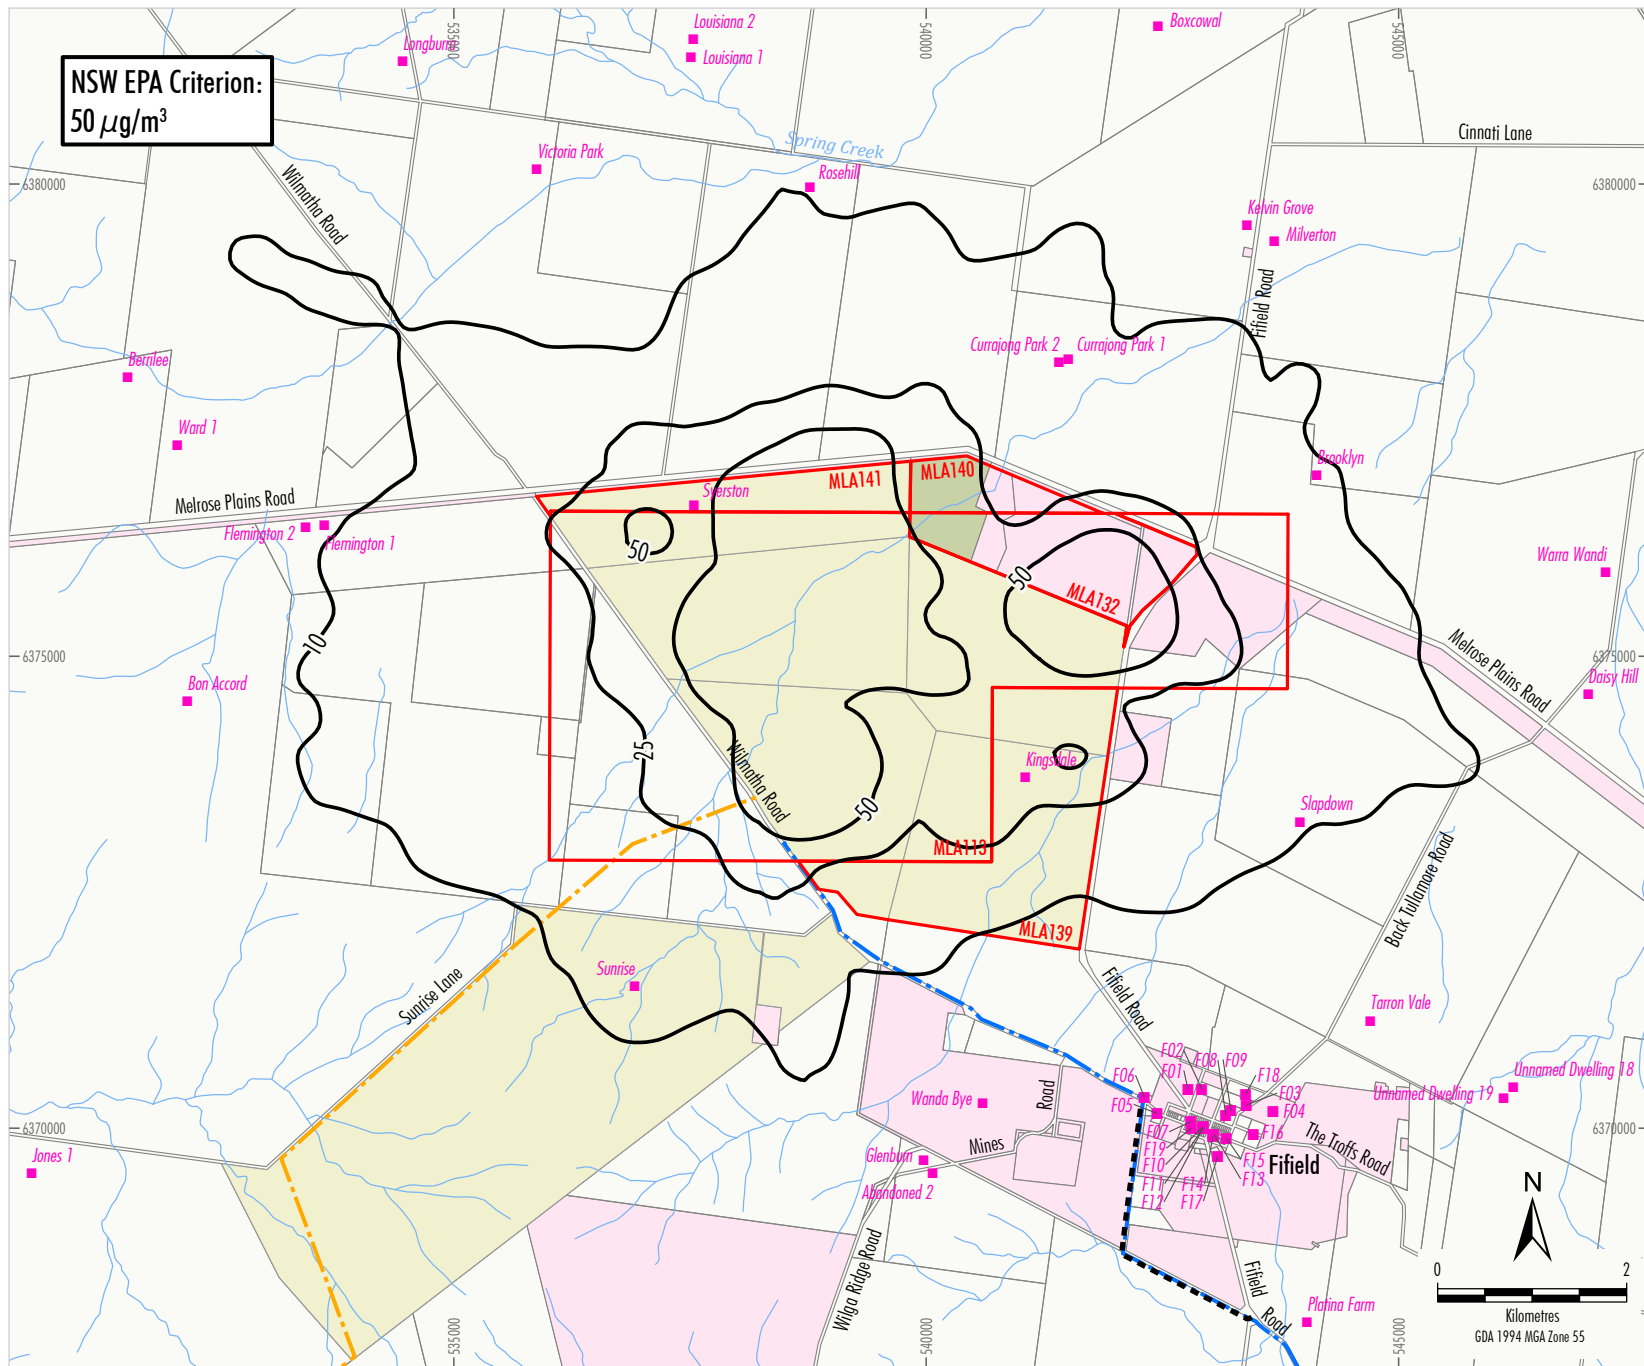 NSW EPA Criterion:
50 µg/m³
535000
540000
545000
Louisiana 2
Louisiana 1
Longburn
Boxcowal
Cinnati Lane
Spring Creek
Victoria Park
Rosehill
Wilmatha Road
6380000
6380000
Kelvin Grove
Milverton
Fifield Road
Currajong Park 2
Currajong Park 1
Berrilee
Ward 1
Brooklyn
Melrose Plains Road
MLA141
MLA140
Syerston
Flemington 2
Flemington 1
50
50
Warra Wandi
MLA132
10
6375000
6375000
Melrose Plains Road
Daisy Hill
Bon Accord
25
Wilmatha Road
Kingsdale
50
Slapdown
MLA113
Back Tullamore Road
MLA139
Sunrise
Sunrise Lane
Fifield Road
Tarron Vale
F02
F08
F09
F06
F01
F18
Unnamed Dwelling 18
Unnamed Dwelling 19
Wanda Bye
Road
F05
F03
F04
6370000
6370000
F07
F16
Mines
F19
The Troffs Road
Jones 1
Glenburn
F10
F15
Fifield
Abandoned 2
F11
F14
F13
F12
F17
N
Wilga Ridge Road
Fifield
Road
Platina Farm
0
2
Kilometres
GDA 1994 MGA Zone 55
535000
540000
545000